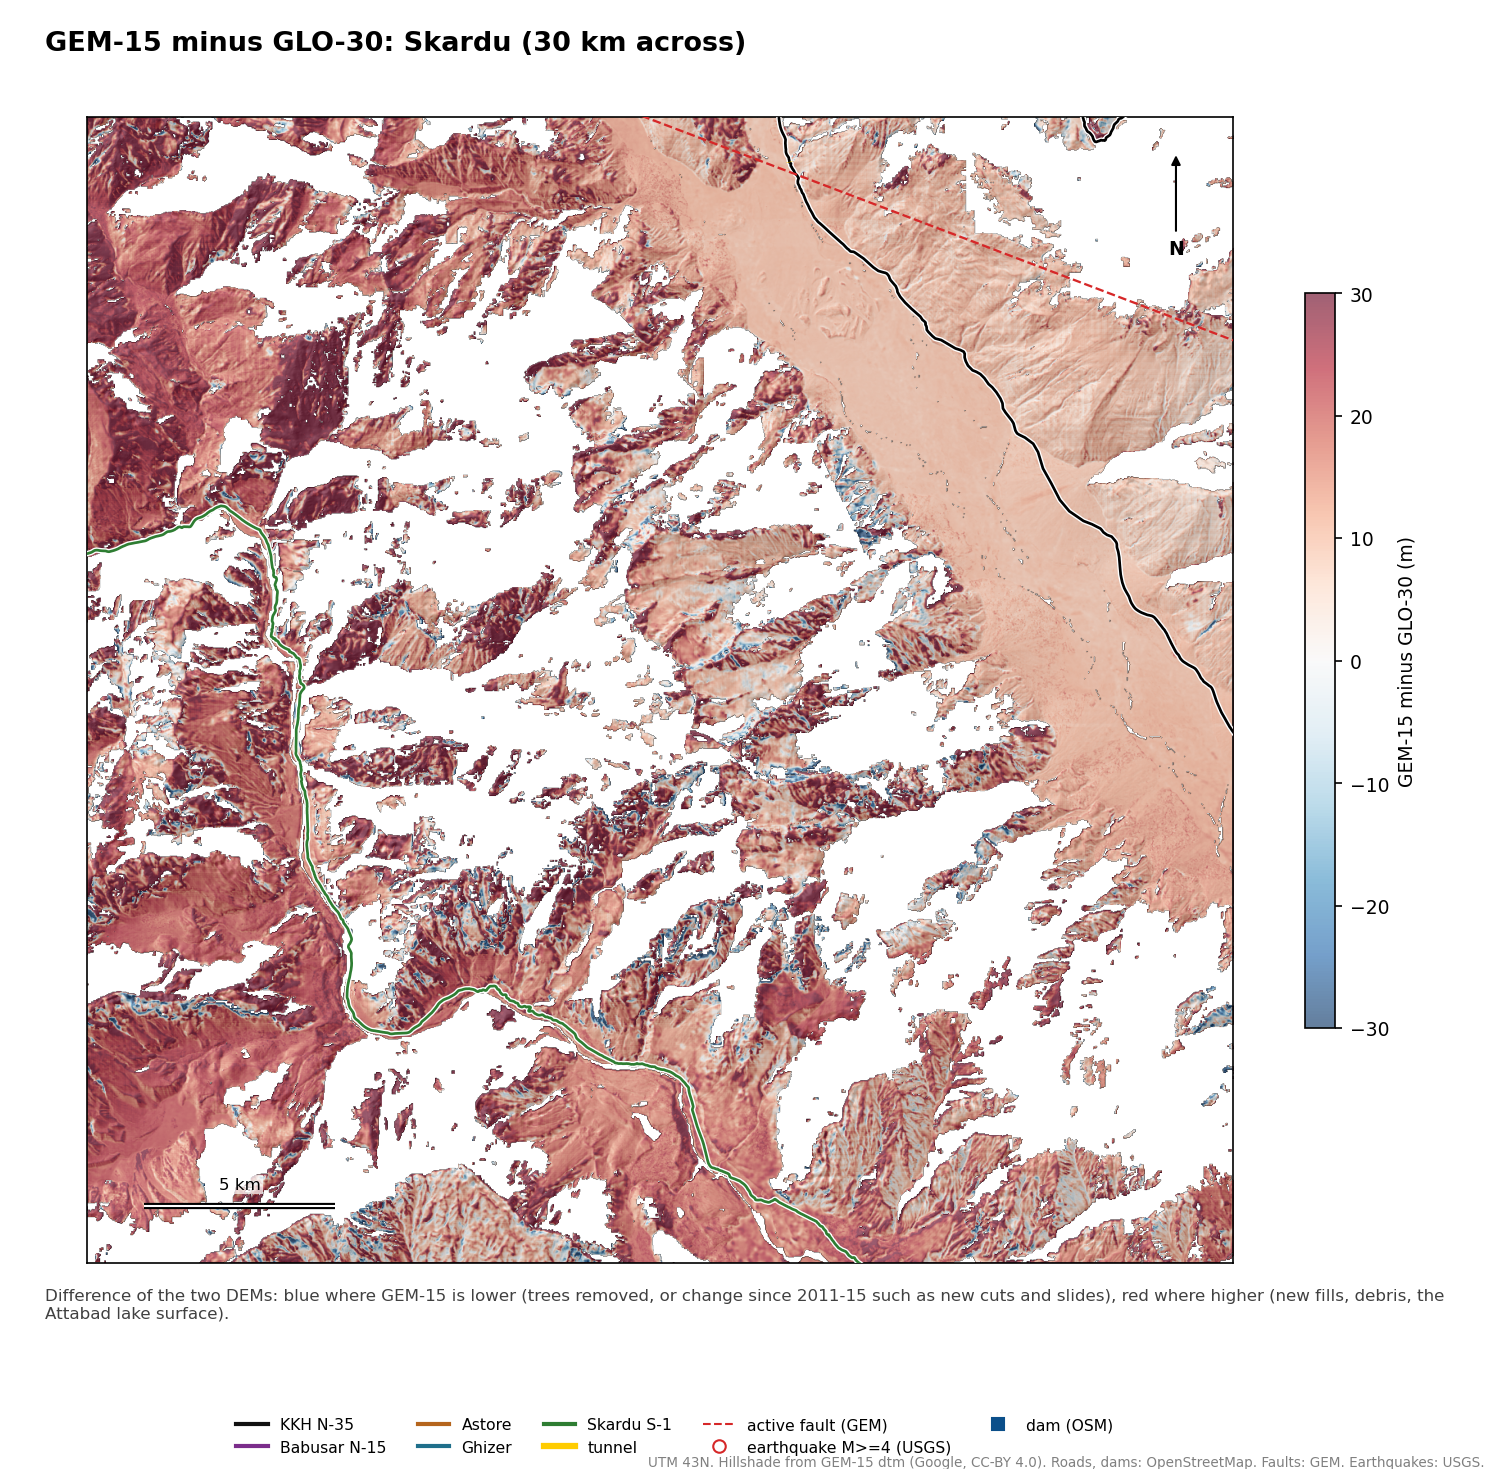 GEM-15 minus GLO-30: Skardu (30 km across)
N
30
20
10
0
−10
−20
−30
GEM-15 minus GLO-30 (m)
5 km
Difference of the two DEMs: blue where GEM-15 is lower (trees removed, or change since 2011-15 such as new cuts and slides), red where higher (new fills, debris, the
Attabad lake surface).
KKH N-35
Astore
Skardu S-1
active fault (GEM)
dam (OSM)
Babusar N-15
Ghizer
tunnel
earthquake M>=4 (USGS)
UTM 43N. Hillshade from GEM-15 dtm (Google, CC-BY 4.0). Roads, dams: OpenStreetMap. Faults: GEM. Earthquakes: USGS.